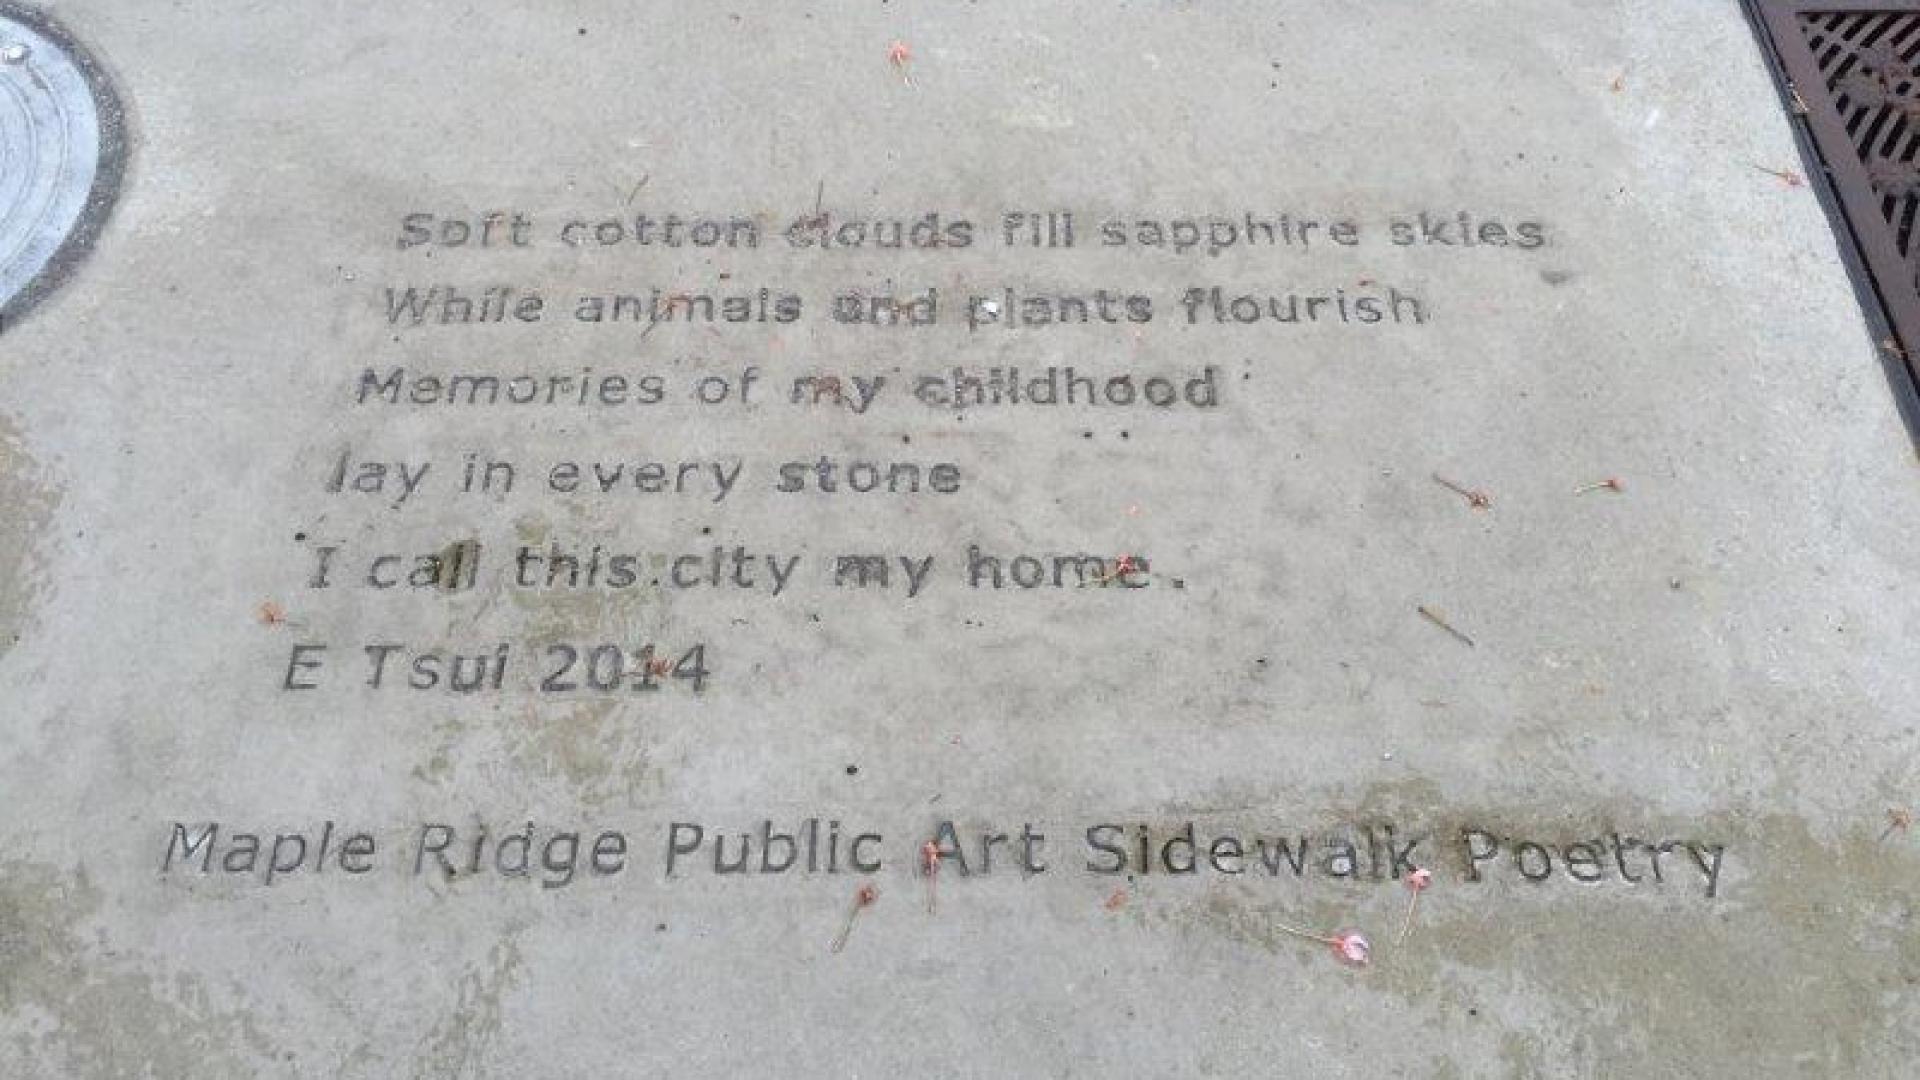 Soft cotton clouds fill sapphire skies
While animals and plants flourish
Memories of my childhood
lay in every stone
I call this city my home.
E Tsui 2014
Maple Ridge Public Art Sidewalk Poetry